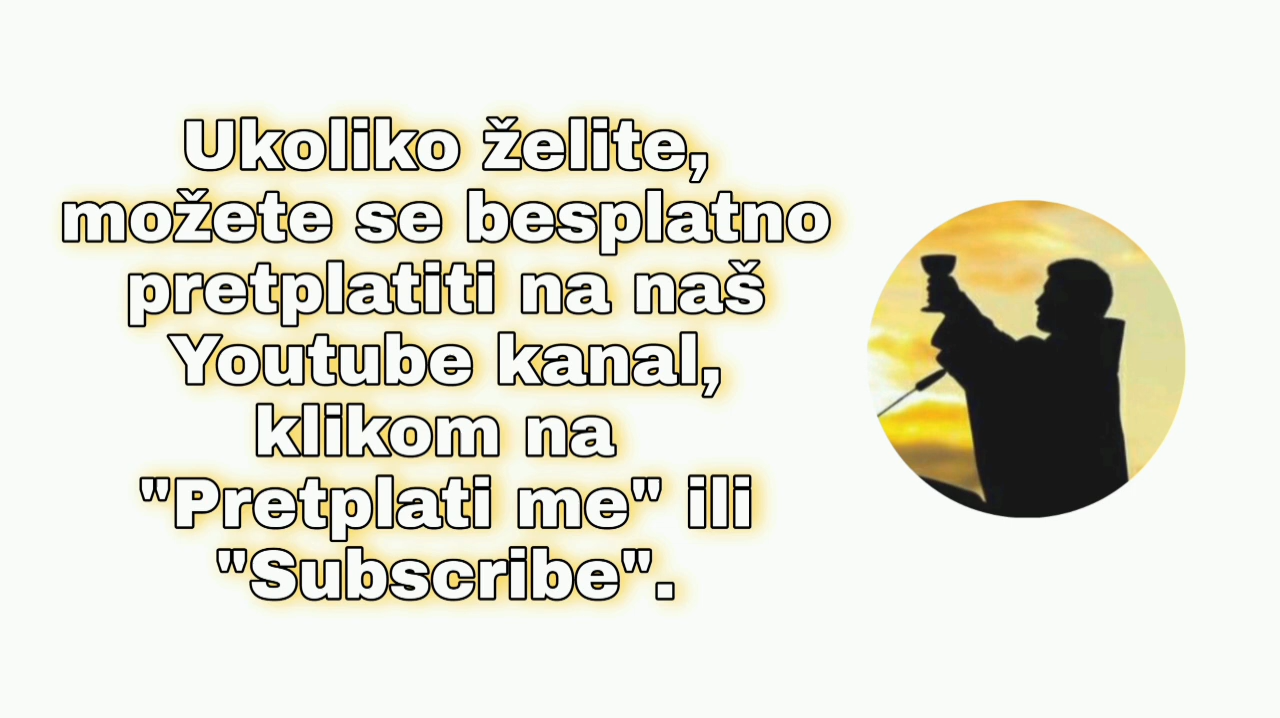 Ukoliko želite,
možete se besplatno
pretplatiti na naš
Youtube kanal,
klikom na
"Pretplati me" ili
"Subscribe".